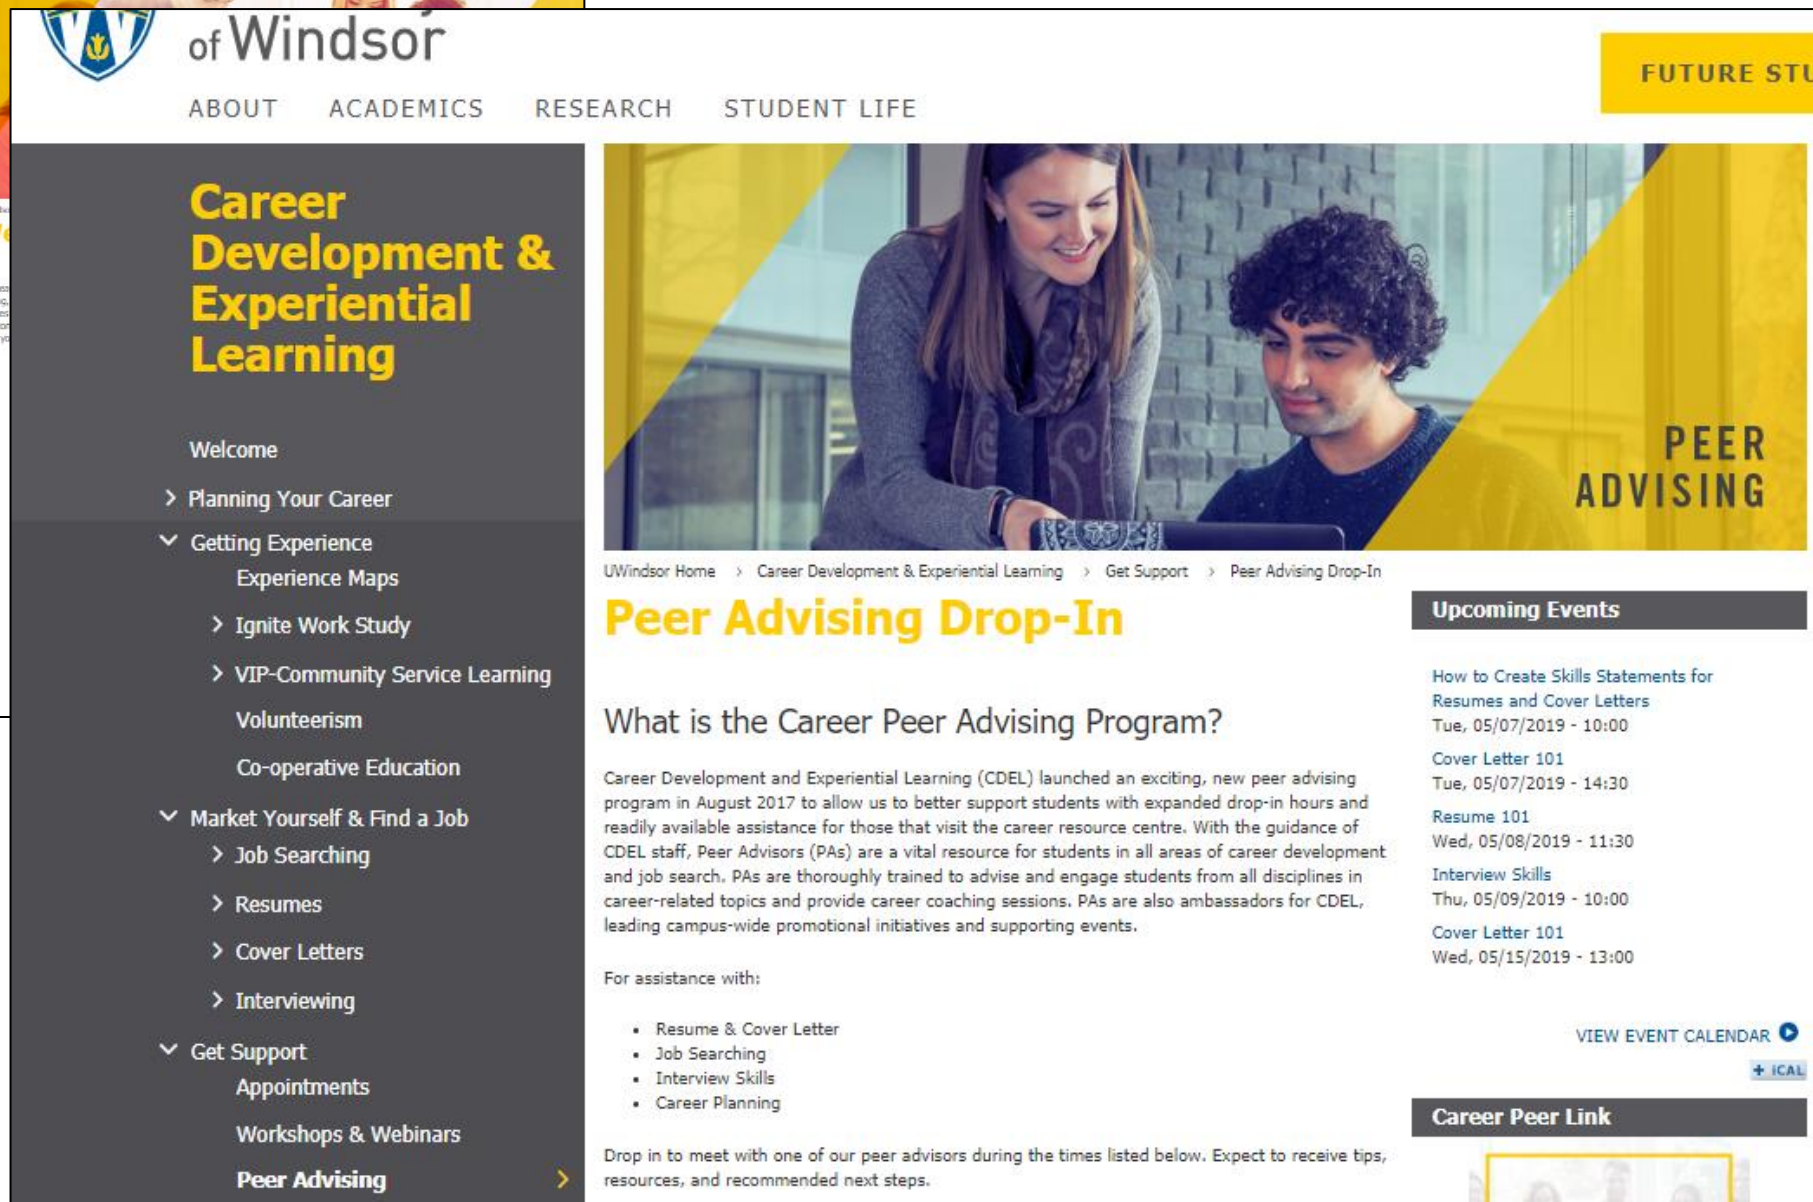 of Windsor
FUTURE STU
ABOUT ACADEMICS RESEARCH STUDENT LIFE
Career
Development &
Experiential
Learning
Welcome
Planning Your Career
Getting Experience
Experience Maps
Ignite Work Study
VIP-Community Service Learning
Volunteerism
Co-operative Education
Market Yourself & Find a Job
Job Searching
Resumes
Cover Letters
Interviewing
Get Support
Appointments
Workshops & Webinars
Peer Advising
PEER
ADVISING
UWindsor Home > Career Development & Experiential Learning > Get Support > Peer Advising Drop-In
Peer Advising Drop-In
What is the Career Peer Advising Program?
Career Development and Experiential Learning (CDEL) launched an exciting, new peer advising
program in August 2017 to allow us to better support students with expanded drop-in hours and
readily available assistance for those that visit the career resource centre. With the guidance of
CDEL staff, Peer Advisors (PAs) are a vital resource for students in all areas of career development
and job search. PAs are thoroughly trained to advise and engage students from all disciplines in
career-related topics and provide career coaching sessions. PAs are also ambassadors for CDEL,
leading campus-wide promotional initiatives and supporting events.
For assistance with:
• Resume & Cover Letter
• Job Searching
• Interview Skills
• Career Planning
Drop in to meet with one of our peer advisors during the times listed below. Expect to receive tips,
resources, and recommended next steps.
Upcoming Events
How to Create Skills Statements for
Resumes and Cover Letters
Tue, 05/07/2019 - 10:00
Cover Letter 101
Tue, 05/07/2019 - 14:30
Resume 101
Wed, 05/08/2019 - 11:30
Interview Skills
Thu, 05/09/2019 - 10:00
Cover Letter 101
Wed, 05/15/2019 - 13:00
VIEW EVENT CALENDAR
+ iCAL
Career Peer Link